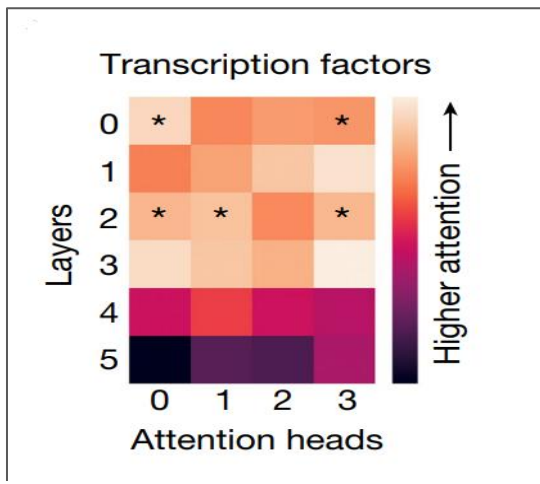 Transcription factors
0 * *
1
2 * * *
3
4
5
0 1 2 3
Layers
Attention heads
Higher attention →